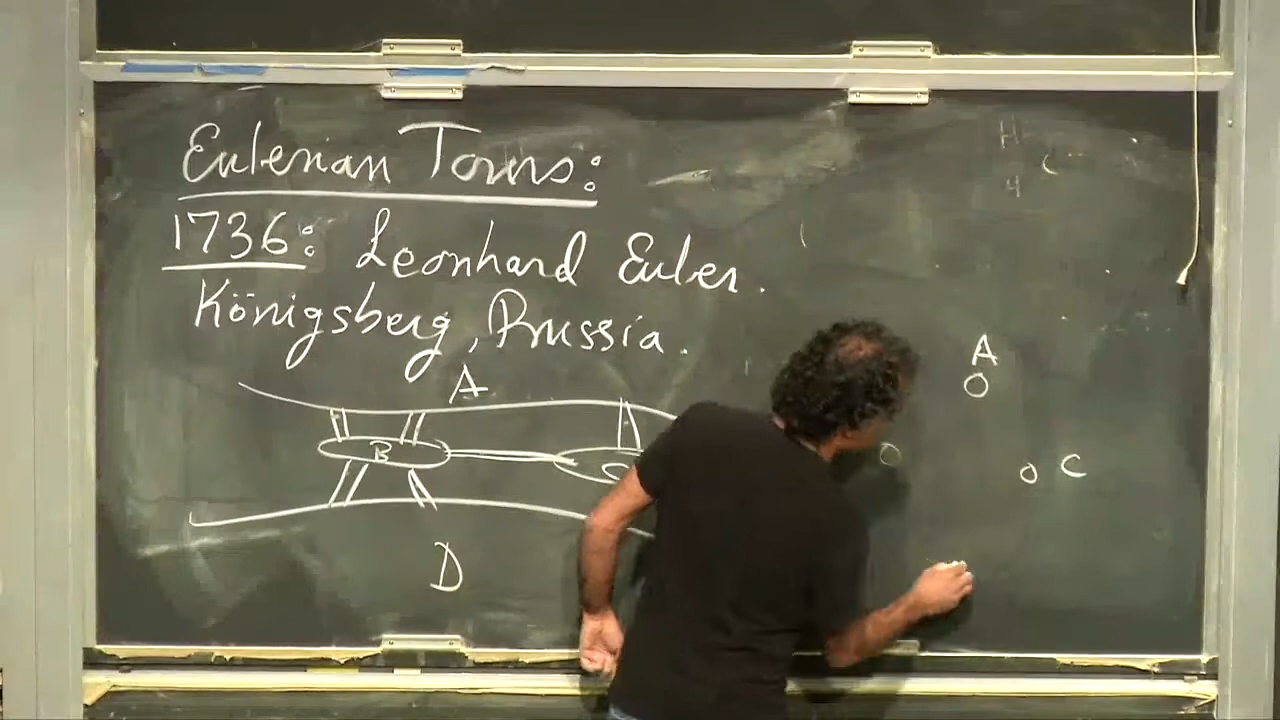 Eulerian Tours:
1736: Leonhard Euler.
Königsberg, Prussia.
A
B
C
D
A
C